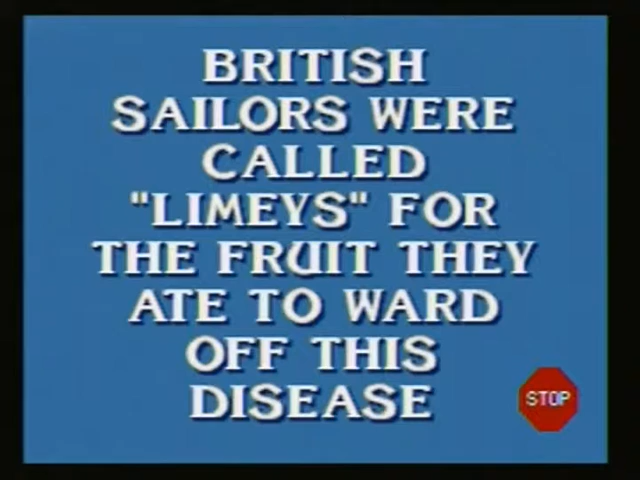 BRITISH
SAILORS WERE
CALLED
"LIMEYS" FOR
THE FRUIT THEY
ATE TO WARD
OFF THIS
DISEASE
STOP